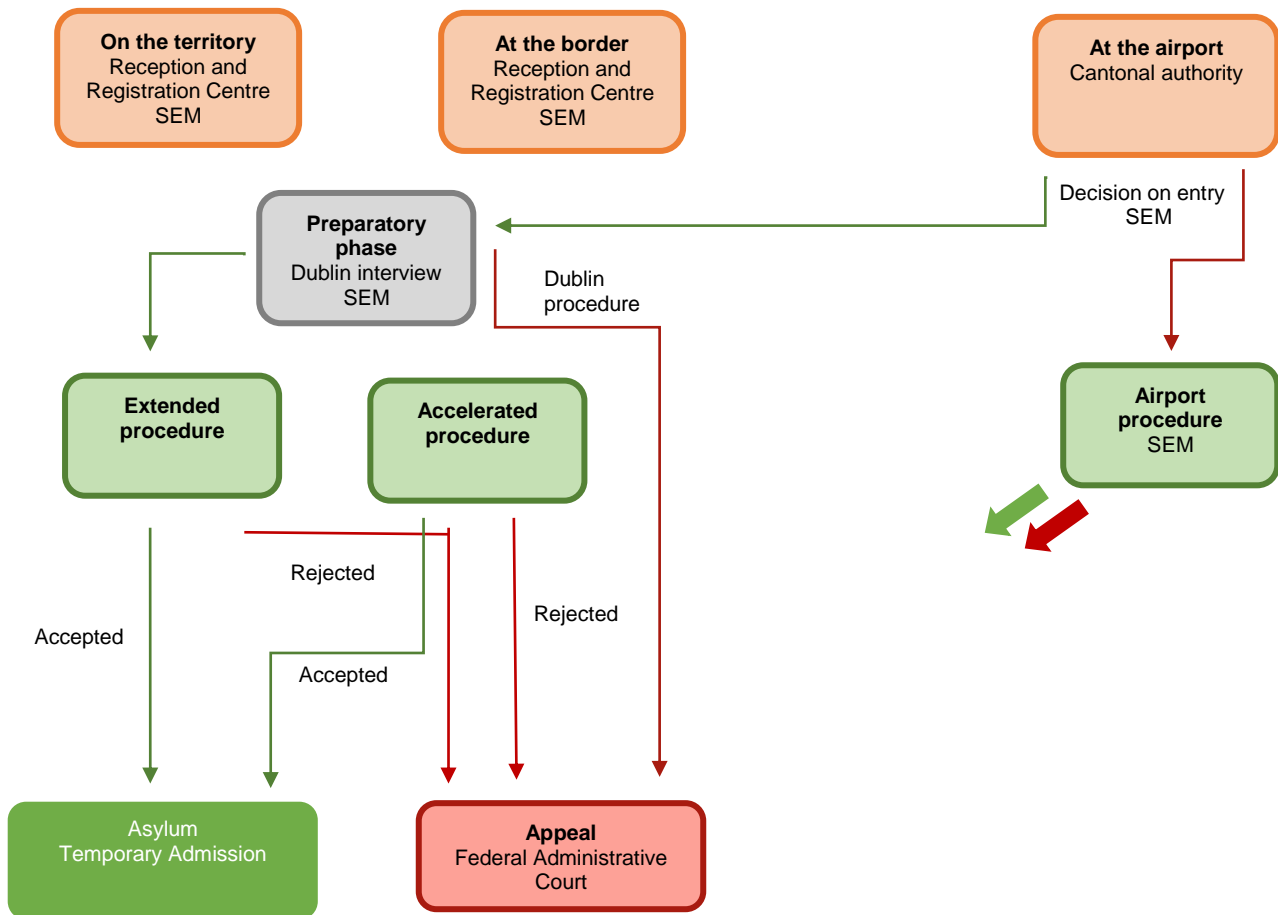 On the territory
Reception and
Registration Centre
SEM
At the border
Reception and
Registration Centre
SEM
At the airport
Cantonal authority
Decision on entry
SEM
Preparatory
phase
Dublin interview
SEM
Dublin
procedure
Extended
procedure
Accelerated
procedure
Airport
procedure
SEM
Rejected
Rejected
Accepted
Accepted
Asylum
Temporary Admission
Appeal
Federal Administrative
Court